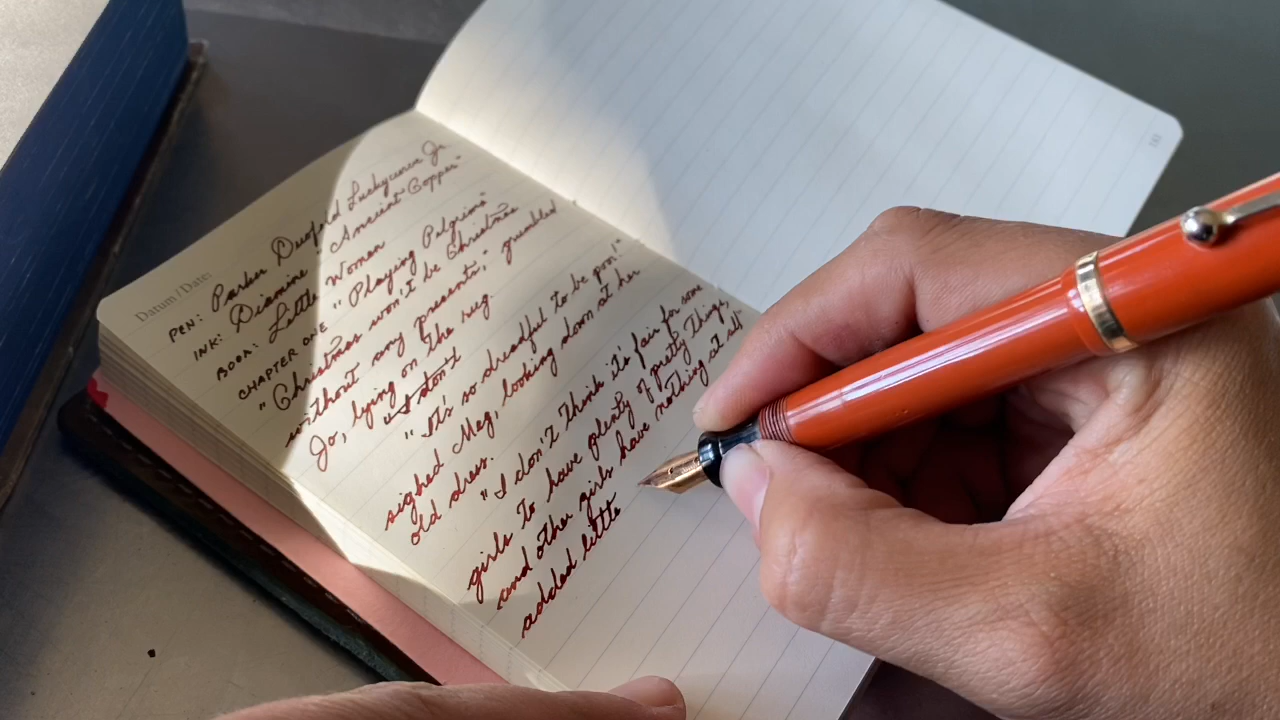 Datum / Date:
PEN: Parker Duofold Luckycurve Jr
INK: Diamine "Ancient Copper"
BOOK: Little Women
CHAPTER ONE "Playing Pilgrims"
"Christmas won't be Christmas
without any presents," grumbled
Jo, lying on the rug.
"I don't
"It's so dreadful to be poor!"
sighed Meg, looking down at her
old dress.
"I don't think it's fair for some
girls to have plenty of pretty things,
and other girls have nothing at all"
added little